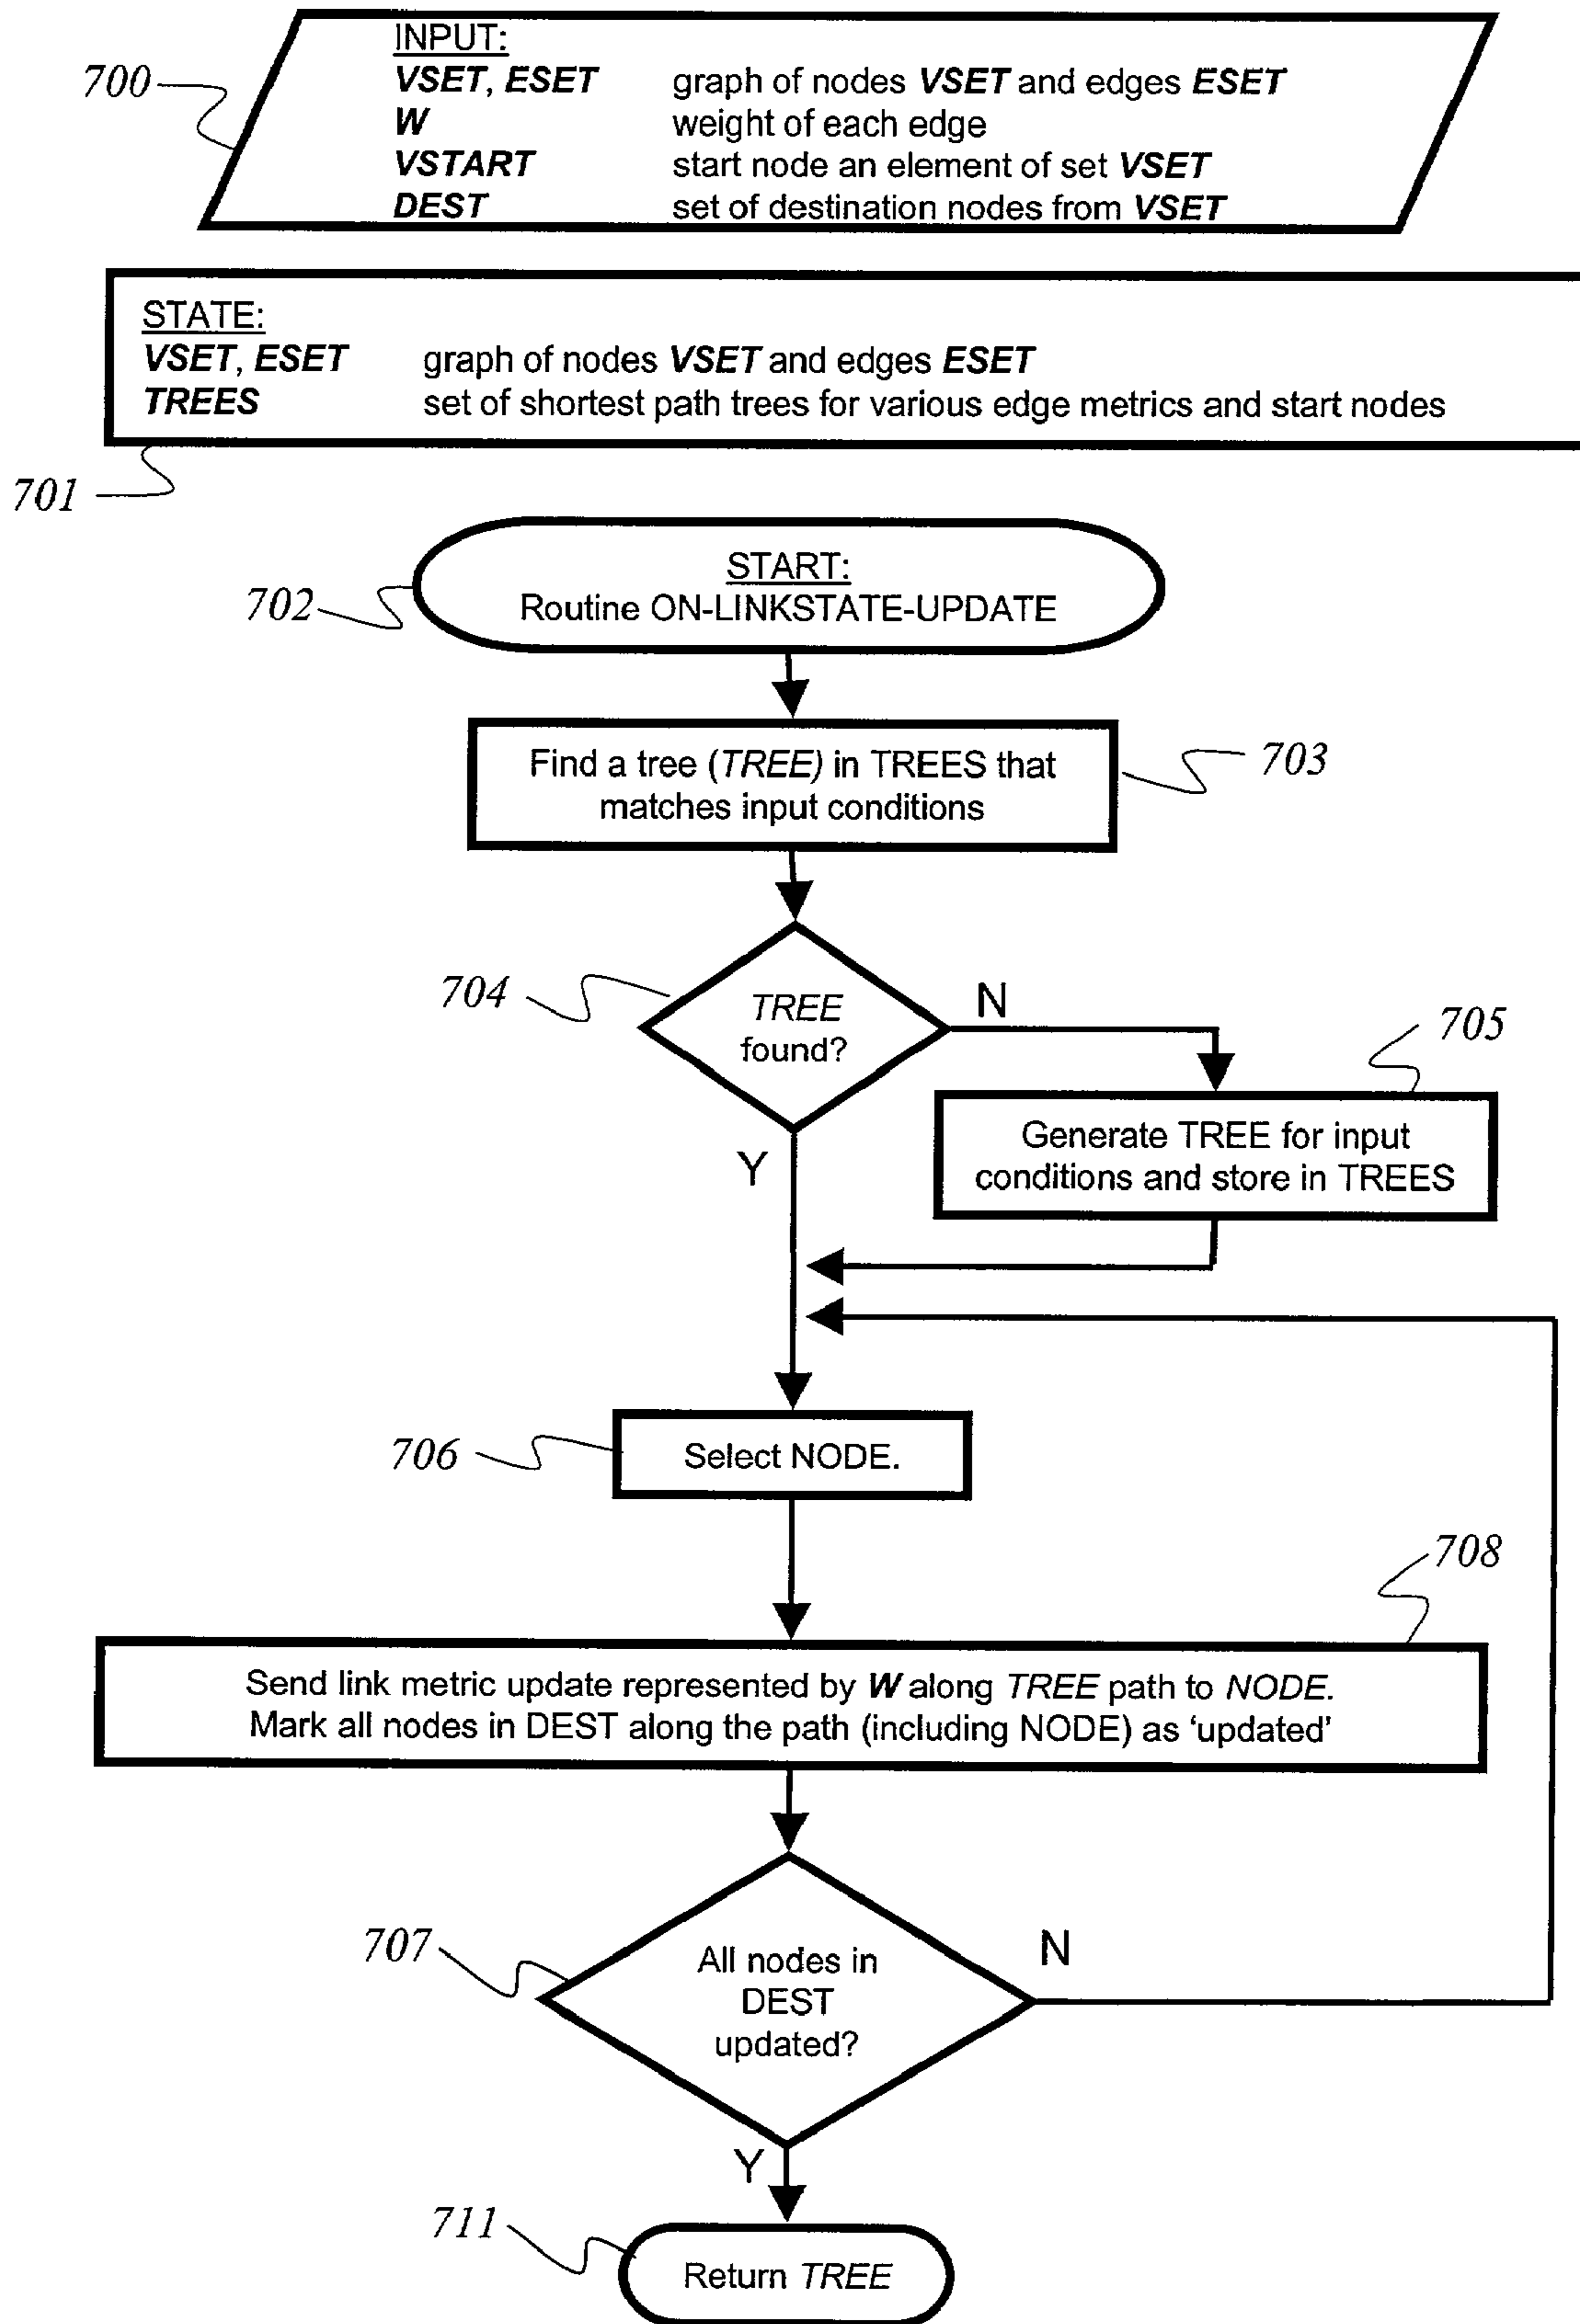 INPUT:
700
VSET, ESET graph of nodes VSET and edges ESET
W weight of each edge
VSTART start node an element of set VSET
DEST set of destination nodes from VSET
STATE:
VSET, ESET graph of nodes VSET and edges ESET
TREES set of shortest path trees for various edge metrics and start nodes
701
START:
702
Routine ON-LINKSTATE-UPDATE
Find a tree (TREE) in TREES that
703
matches input conditions
704
TREE
found?
N
705
Generate TREE for input
conditions and store in TREES
Y
706
Select NODE.
708
Send link metric update represented by W along TREE path to NODE.
Mark all nodes in DEST along the path (including NODE) as ‘updated’
707
All nodes in
DEST
updated?
N
Y
711
Return TREE